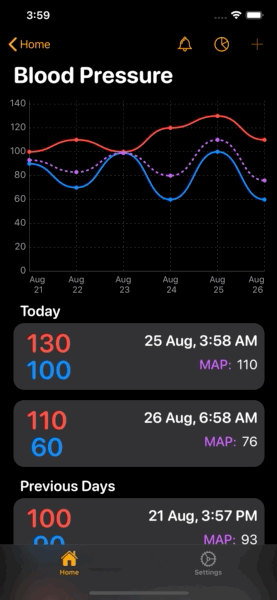 3:59
Home
Blood Pressure
140
120
100
80
60
40
20
0
Aug 21 Aug 22 Aug 23 Aug 24 Aug 25 Aug 26
Today
130 25 Aug, 3:58 AM
100 MAP: 110
110 26 Aug, 6:58 AM
60 MAP: 76
Previous Days
100 21 Aug, 3:57 PM
90 MAP: 93
Home Settings